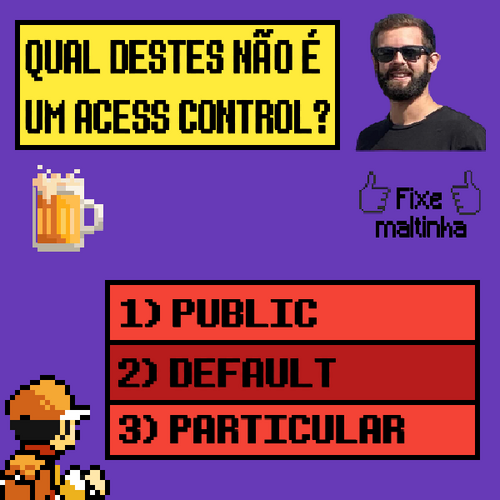 QUAL DESTES NÃO É
UM ACESS CONTROL?
Fixe
maltinha
1) PUBLIC
2) DEFAULT
3) PARTICULAR